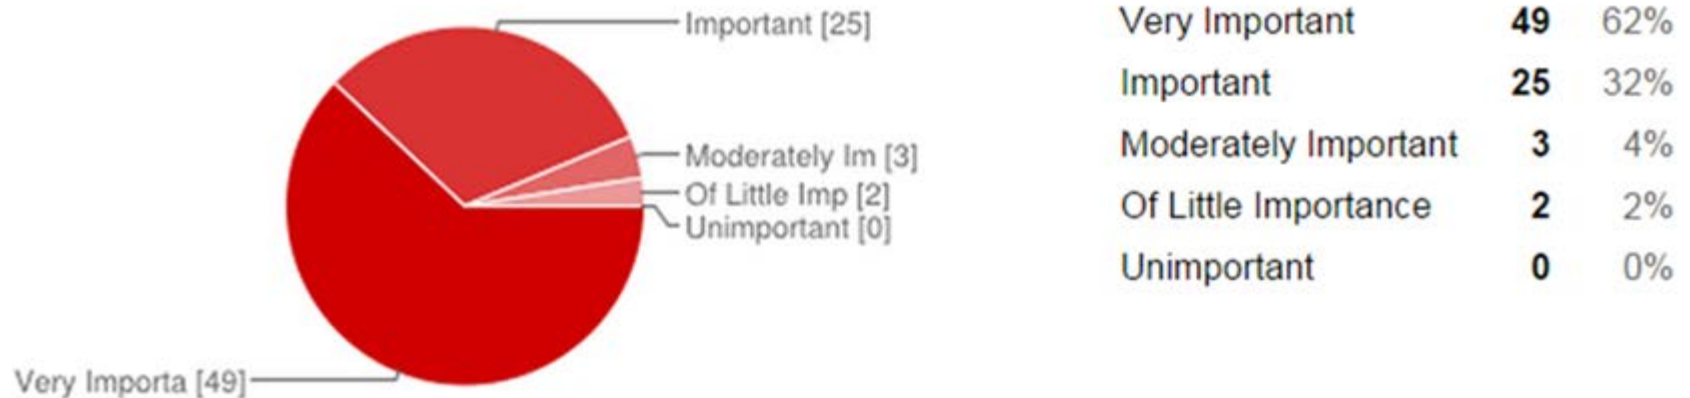 Important [25]
Moderately Im [3]
Of Little Imp [2]
Unimportant [0]
Very Importa [49]
Very Important 49 62%
Important 25 32%
Moderately Important 3 4%
Of Little Importance 2 2%
Unimportant 0 0%